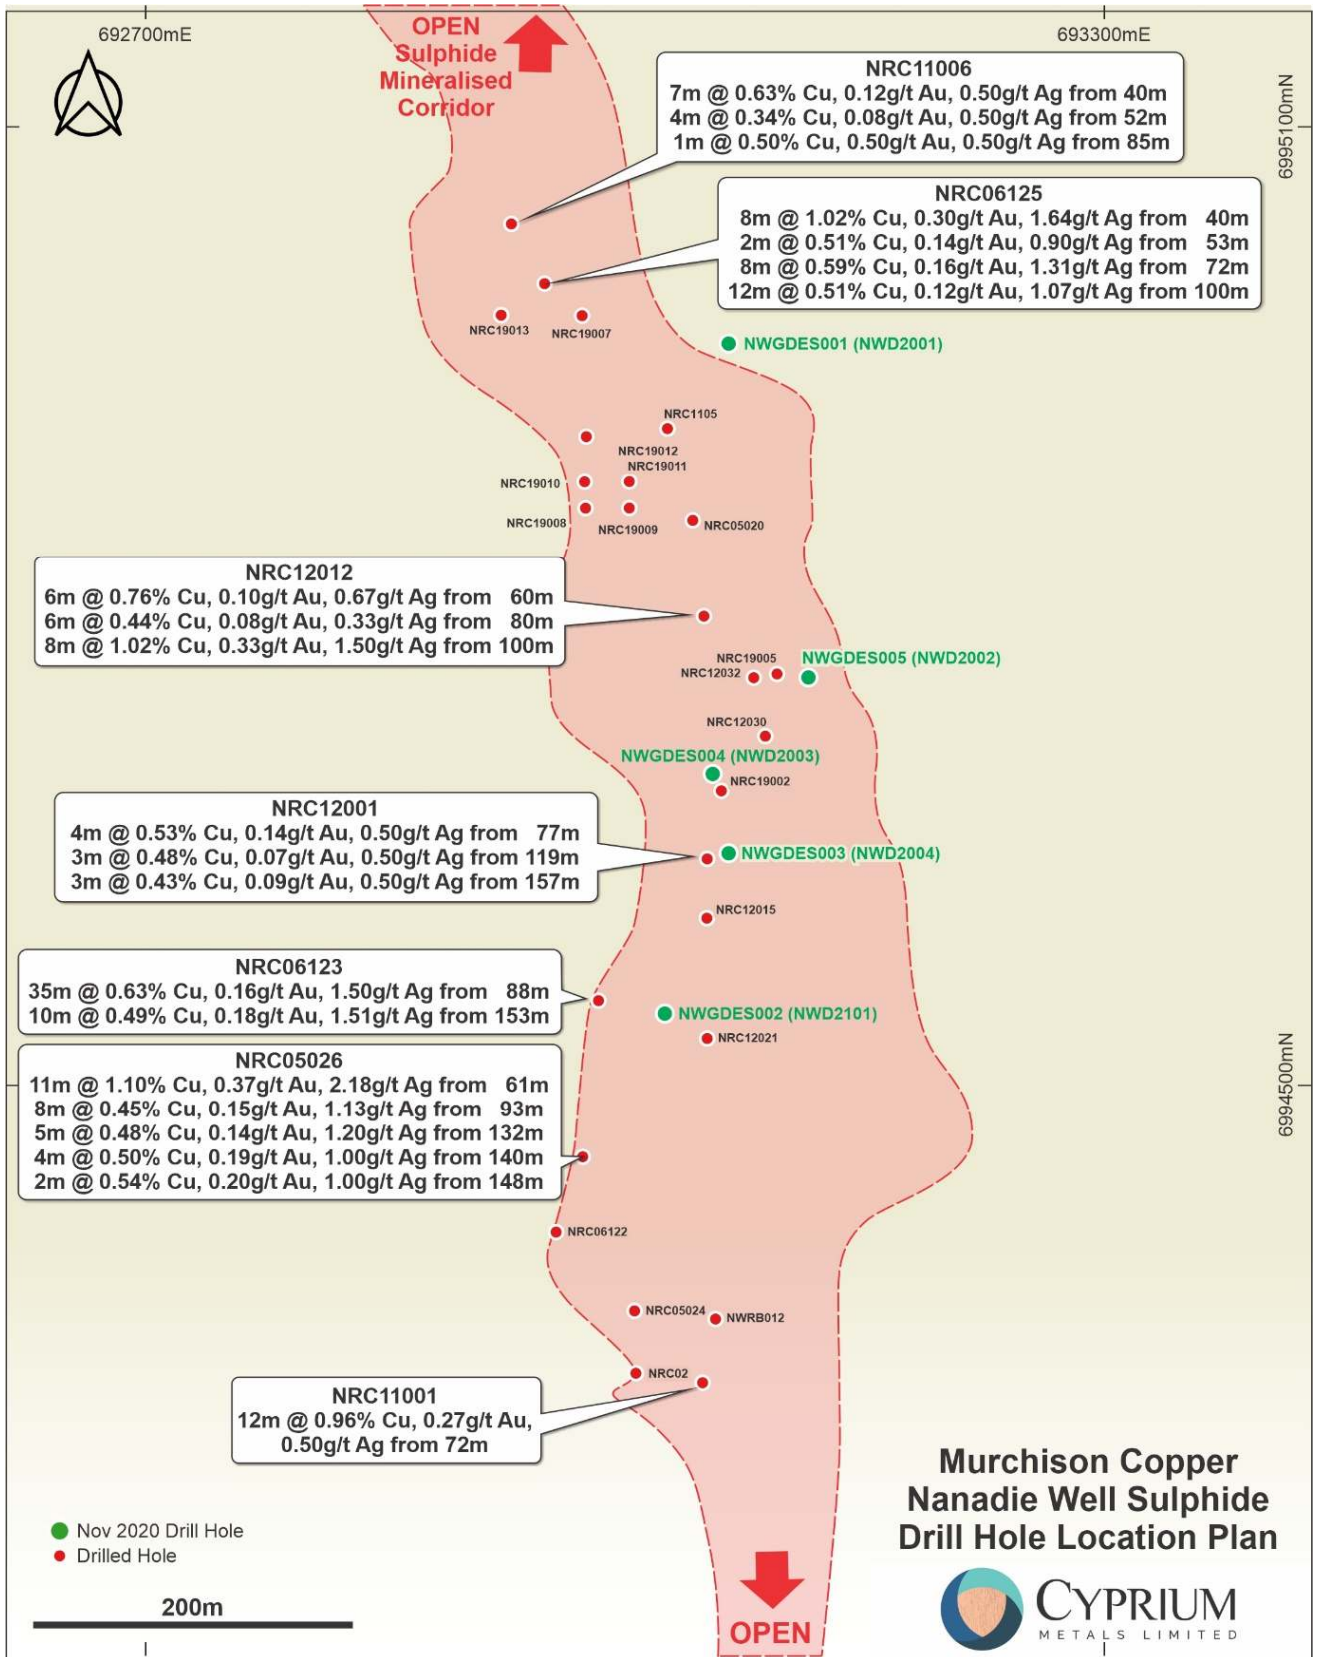 692700mE
693300mE
OPEN
Sulphide
Mineralised
Corridor
NRC11006
7m @ 0.63% Cu, 0.12g/t Au, 0.50g/t Ag from 40m
4m @ 0.34% Cu, 0.08g/t Au, 0.50g/t Ag from 52m
1m @ 0.50% Cu, 0.50g/t Au, 0.50g/t Ag from 85m
6995100mN
NRC06125
8m @ 1.02% Cu, 0.30g/t Au, 1.64g/t Ag from 40m
2m @ 0.51% Cu, 0.14g/t Au, 0.90g/t Ag from 53m
8m @ 0.59% Cu, 0.16g/t Au, 1.31g/t Ag from 72m
12m @ 0.51% Cu, 0.12g/t Au, 1.07g/t Ag from 100m
NRC19013
NRC19007
NWGDES001 (NWD2001)
NRC1105
NRC19012
NRC19011
NRC19010
NRC19008
NRC19009
NRC05020
NRC12012
6m @ 0.76% Cu, 0.10g/t Au, 0.67g/t Ag from 60m
6m @ 0.44% Cu, 0.08g/t Au, 0.33g/t Ag from 80m
8m @ 1.02% Cu, 0.33g/t Au, 1.50g/t Ag from 100m
NRC19005
NRC12032
NWGDES005 (NWD2002)
NRC12030
NWGDES004 (NWD2003)
NRC19002
NRC12001
4m @ 0.53% Cu, 0.14g/t Au, 0.50g/t Ag from 77m
3m @ 0.48% Cu, 0.07g/t Au, 0.50g/t Ag from 119m
3m @ 0.43% Cu, 0.09g/t Au, 0.50g/t Ag from 157m
NWGDES003 (NWD2004)
NRC12015
NRC06123
35m @ 0.63% Cu, 0.16g/t Au, 1.50g/t Ag from 88m
10m @ 0.49% Cu, 0.18g/t Au, 1.51g/t Ag from 153m
NWGDES002 (NWD2101)
NRC12021
NRC05026
11m @ 1.10% Cu, 0.37g/t Au, 2.18g/t Ag from 61m
8m @ 0.45% Cu, 0.15g/t Au, 1.13g/t Ag from 93m
5m @ 0.48% Cu, 0.14g/t Au, 1.20g/t Ag from 132m
4m @ 0.50% Cu, 0.19g/t Au, 1.00g/t Ag from 140m
2m @ 0.54% Cu, 0.20g/t Au, 1.00g/t Ag from 148m
6994500mN
NRC06122
NRC05024
NWRB012
NRC02
NRC11001
12m @ 0.96% Cu, 0.27g/t Au,
0.50g/t Ag from 72m
Murchison Copper
Nanadie Well Sulphide
Drill Hole Location Plan
Nov 2020 Drill Hole
Drilled Hole
200m
OPEN
CYPRIUM
METALS LIMITED